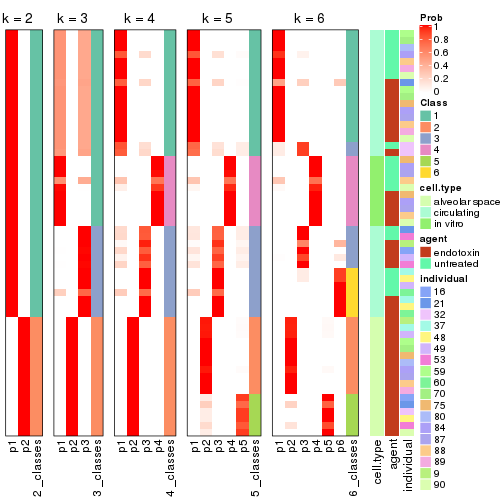 k = 2
k = 3
k = 4
k = 5
k = 6
p1
p2
2_classes
p1
p2
p3
3_classes
p1
p2
p3
p4
4_classes
p1
p2
p3
p4
p5
5_classes
p1
p2
p3
p4
p5
p6
6_classes
cell.type
agent
individual
Prob
1
0.8
0.6
0.4
0.2
0
Class
1
2
3
4
5
6
cell.type
alveolar space
circulating
in vitro
agent
endotoxin
untreated
individual
16
21
32
37
48
49
53
59
60
70
75
80
84
87
88
89
9
90